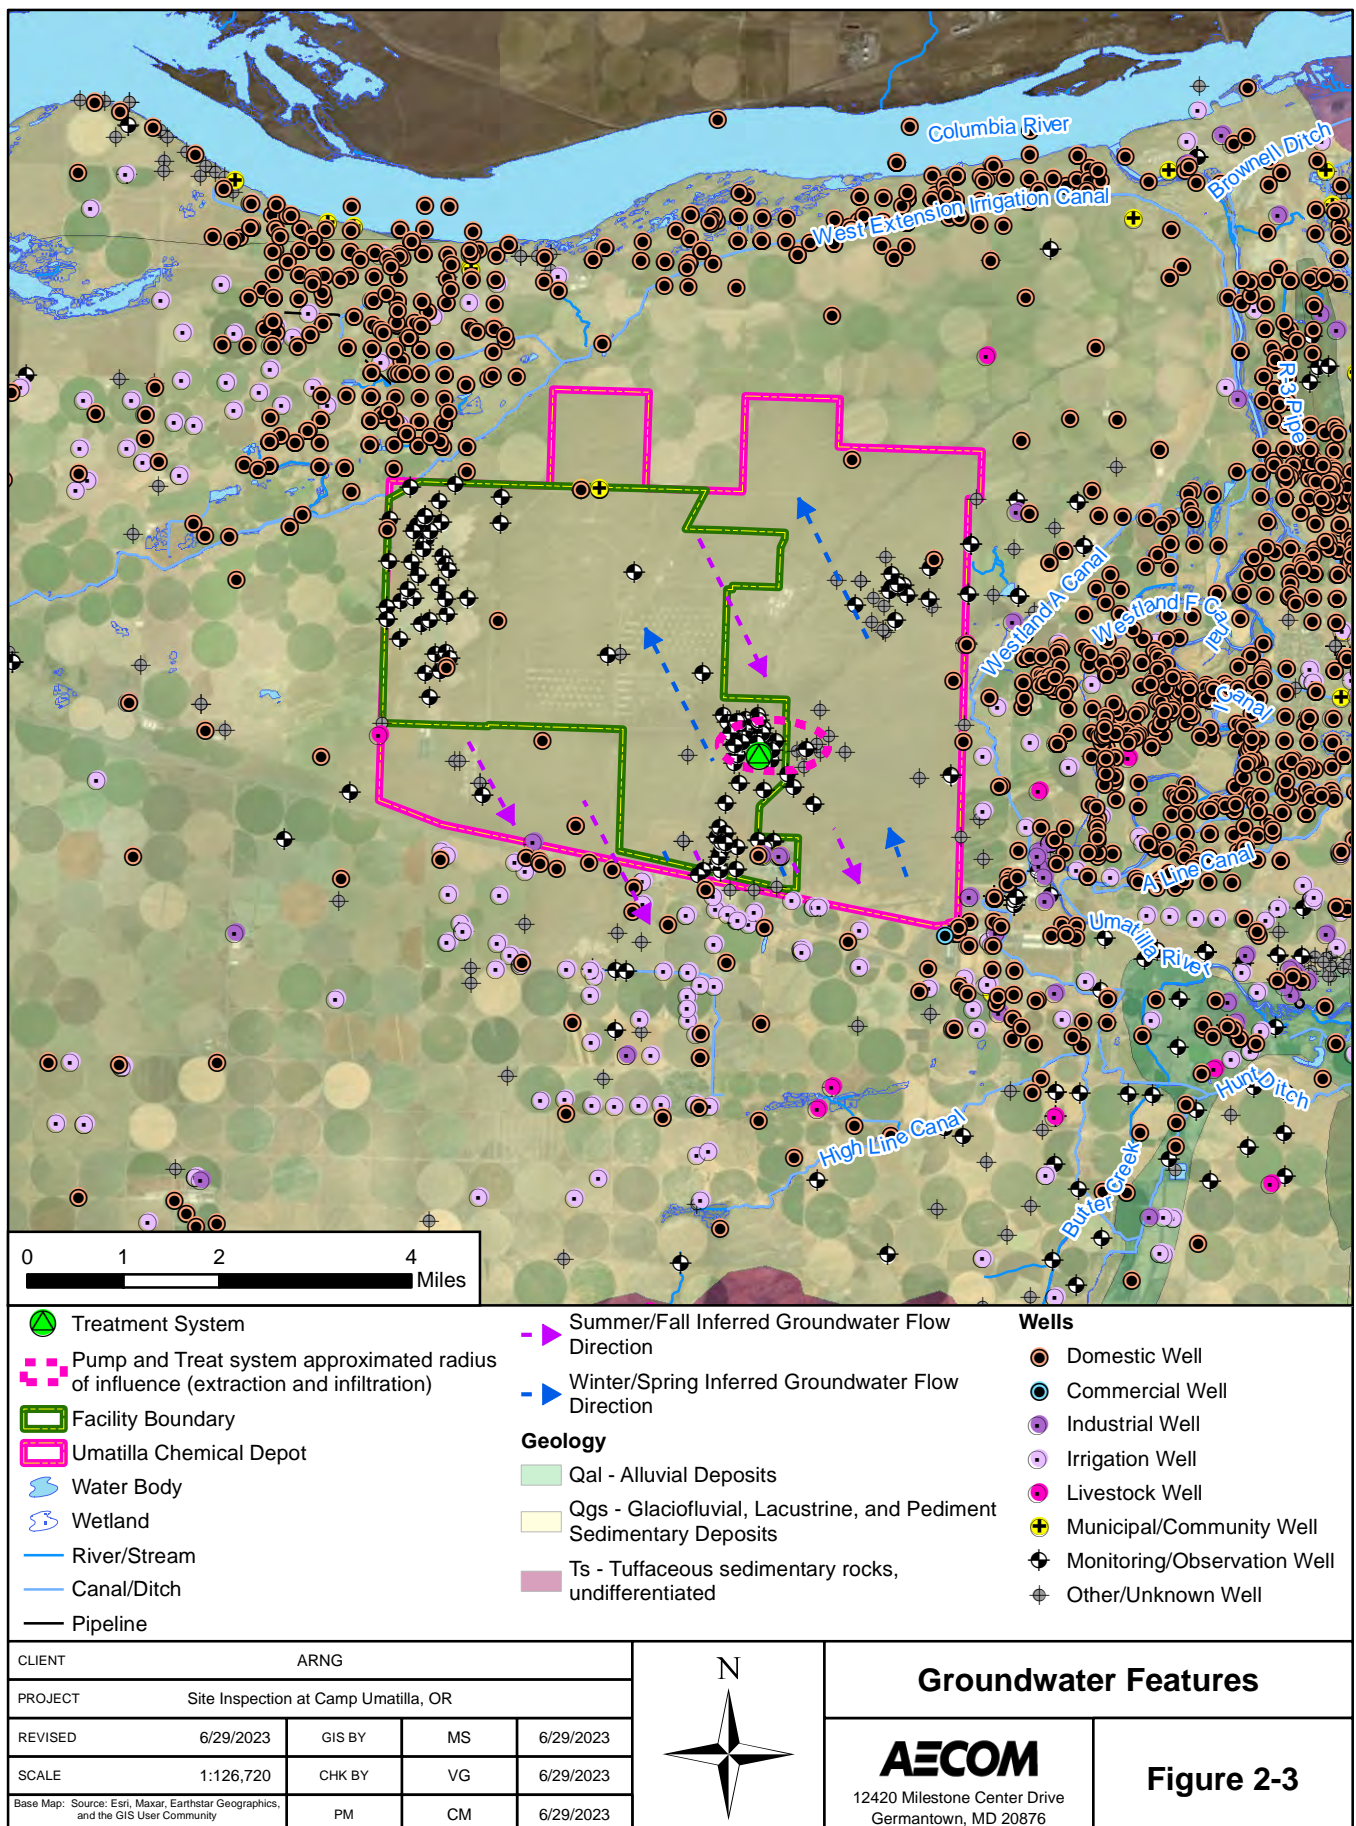 Columbia River
Brownell Ditch
West Extension Irrigation Canal
R-3 Pipe
Westland A Canal
Westland F Canal
Canal
A Line Canal
Umatilla River
Hunt Ditch
High Line Canal
Butter Creek
0 1 2 4
Miles
Treatment System
Pump and Treat system approximated radius
of influence (extraction and infiltration)
Facility Boundary
Umatilla Chemical Depot
Water Body
Wetland
River/Stream
Canal/Ditch
Pipeline
Summer/Fall Inferred Groundwater Flow
Direction
Winter/Spring Inferred Groundwater Flow
Direction
Geology
Qal - Alluvial Deposits
Qgs - Glaciofluvial, Lacustrine, and Pediment
Sedimentary Deposits
Ts - Tuffaceous sedimentary rocks,
undifferentiated
Wells
Domestic Well
Commercial Well
Industrial Well
Irrigation Well
Livestock Well
Municipal/Community Well
Monitoring/Observation Well
Other/Unknown Well
CLIENT ARNG
PROJECT Site Inspection at Camp Umatilla, OR
REVISED 6/29/2023 GIS BY MS 6/29/2023
SCALE 1:126,720 CHK BY VG 6/29/2023
Base Map: Source: Esri, Maxar, Earthstar Geographics,
and the GIS User Community
PM CM 6/29/2023
N
Groundwater Features
AECOM
12420 Milestone Center Drive
Germantown, MD 20876
Figure 2-3